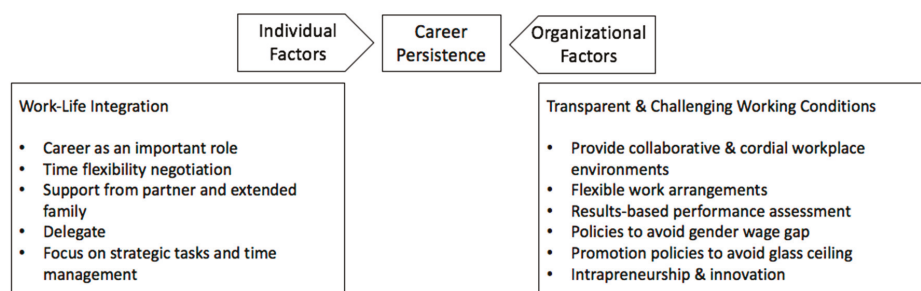 Individual
Factors
Career
Persistence
Organizational
Factors
Work-Life Integration
• Career as an important role
• Time flexibility negotiation
• Support from partner and extended
family
• Delegate
• Focus on strategic tasks and time
management
Transparent & Challenging Working Conditions
• Provide collaborative & cordial workplace
environments
• Flexible work arrangements
• Results-based performance assessment
• Policies to avoid gender wage gap
• Promotion policies to avoid glass ceiling
• Intrapreneurship & innovation